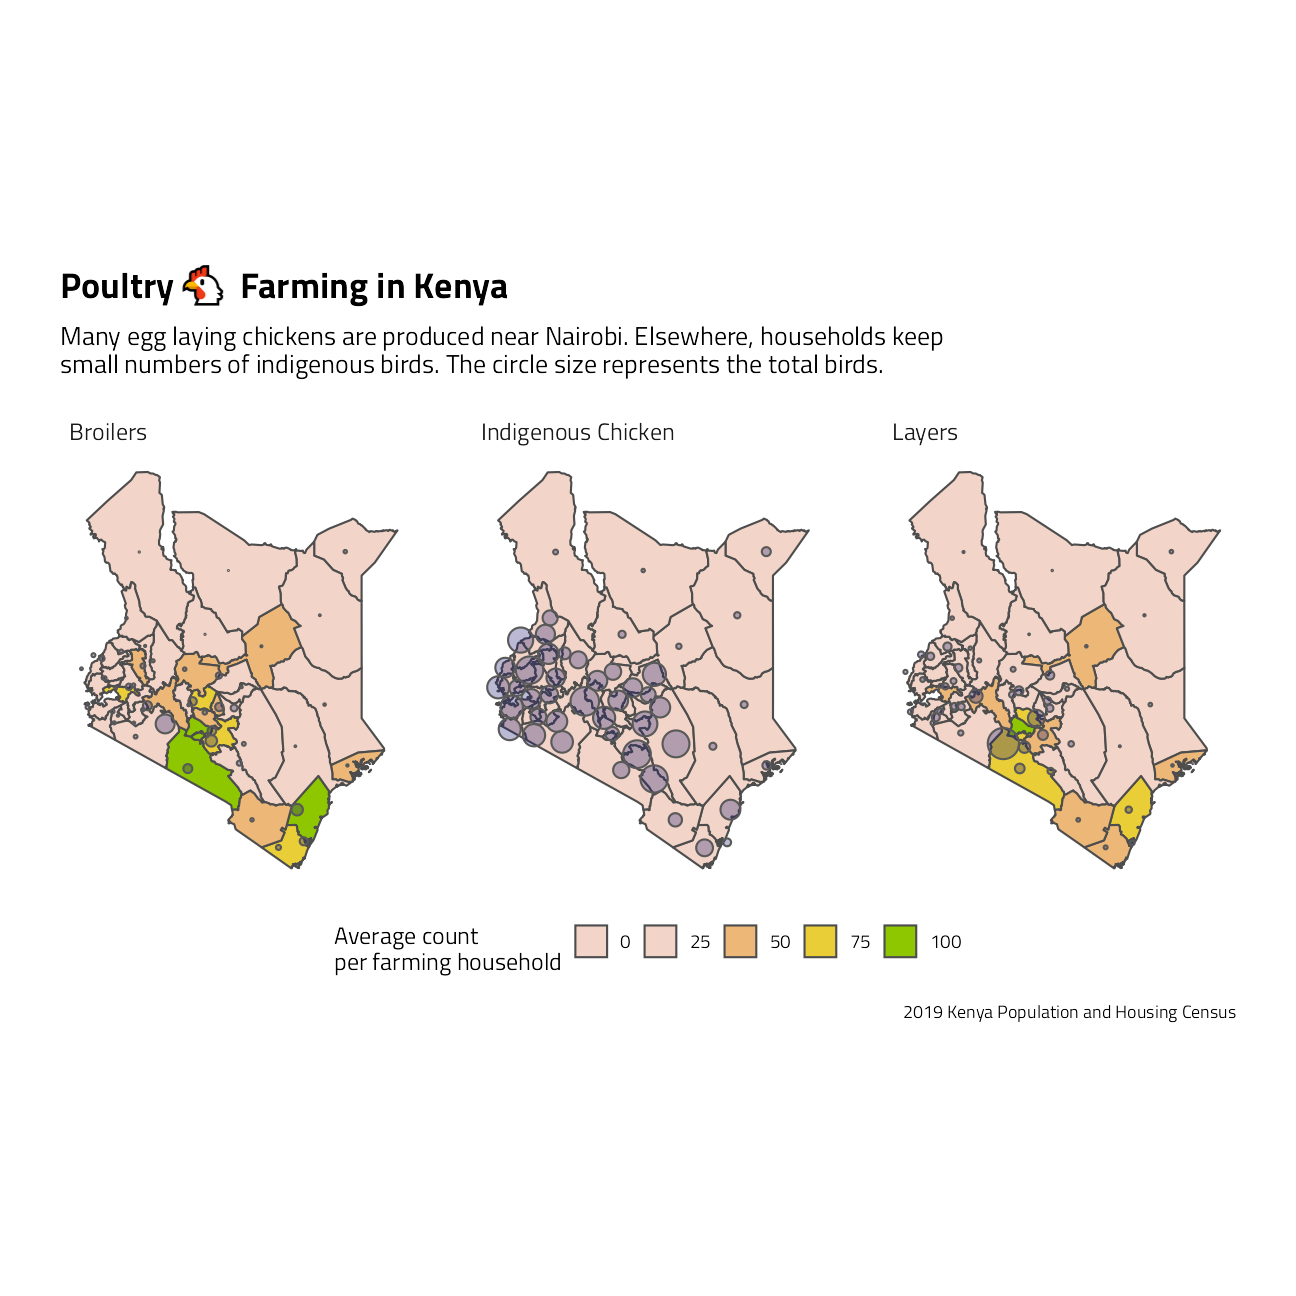 Poultry 🐔 Farming in Kenya
Many egg laying chickens are produced near Nairobi. Elsewhere, households keep
small numbers of indigenous birds. The circle size represents the total birds.
Broilers
Indigenous Chicken
Layers
Average count
per farming household
0
25
50
75
100
2019 Kenya Population and Housing Census